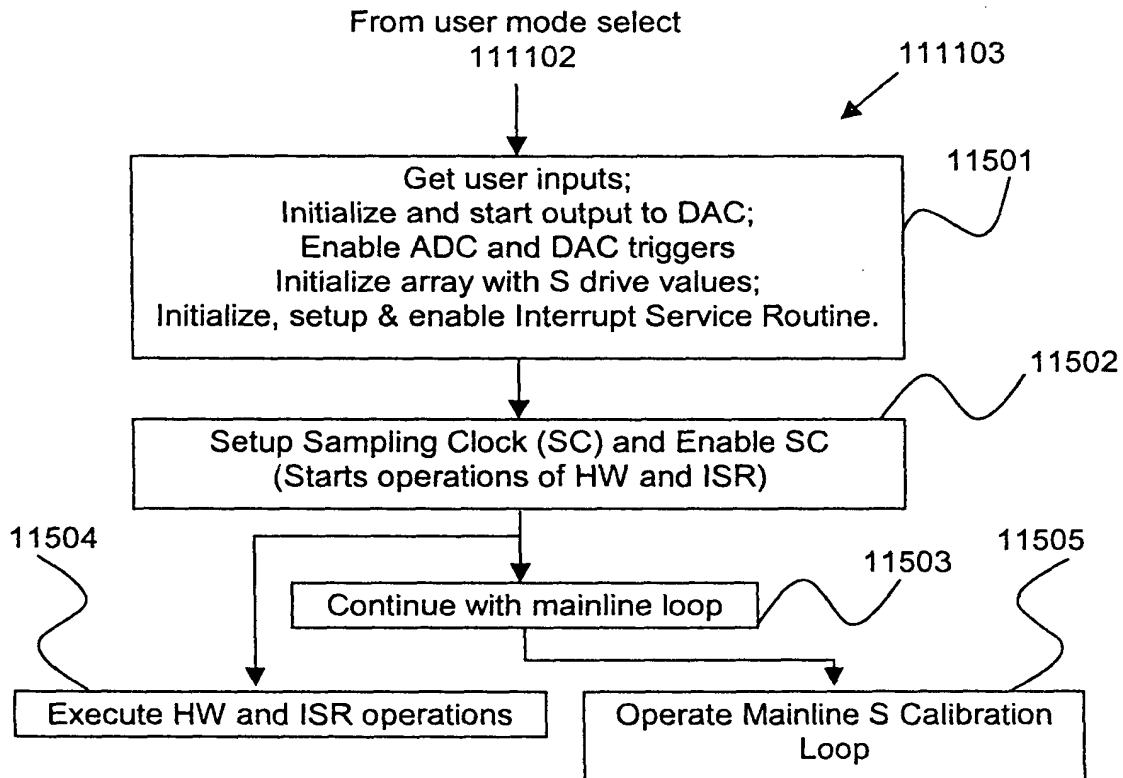 From user mode select
111102
111103
11501
Get user inputs;
Initialize and start output to DAC;
Enable ADC and DAC triggers
Initialize array with S drive values;
Initialize, setup & enable Interrupt Service Routine.
11502
Setup Sampling Clock (SC) and Enable SC
(Starts operations of HW and ISR)
11504
11503
11505
Continue with mainline loop
Execute HW and ISR operations
Operate Mainline S Calibration
Loop